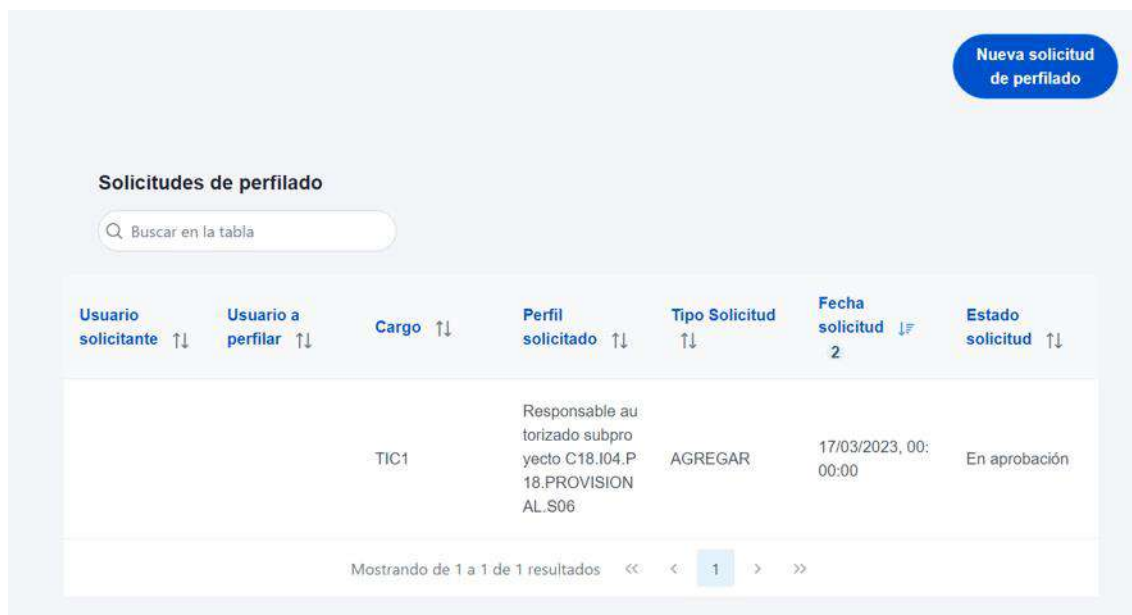 Nueva solicitud
de perfilado
Solicitudes de perfilado
Buscar en la tabla
Usuario
solicitante
Usuario a
perfilar
Cargo
Perfil
solicitado
Tipo Solicitud
Fecha
solicitud
2
Estado
solicitud
TIC1
Responsable au
torizado subpro
yecto C18.I04.P
18.PROVISION
AL.S06
AGREGAR
17/03/2023, 00:
00:00
En aprobación
Mostrando de 1 a 1 de 1 resultados << < 1 > >>